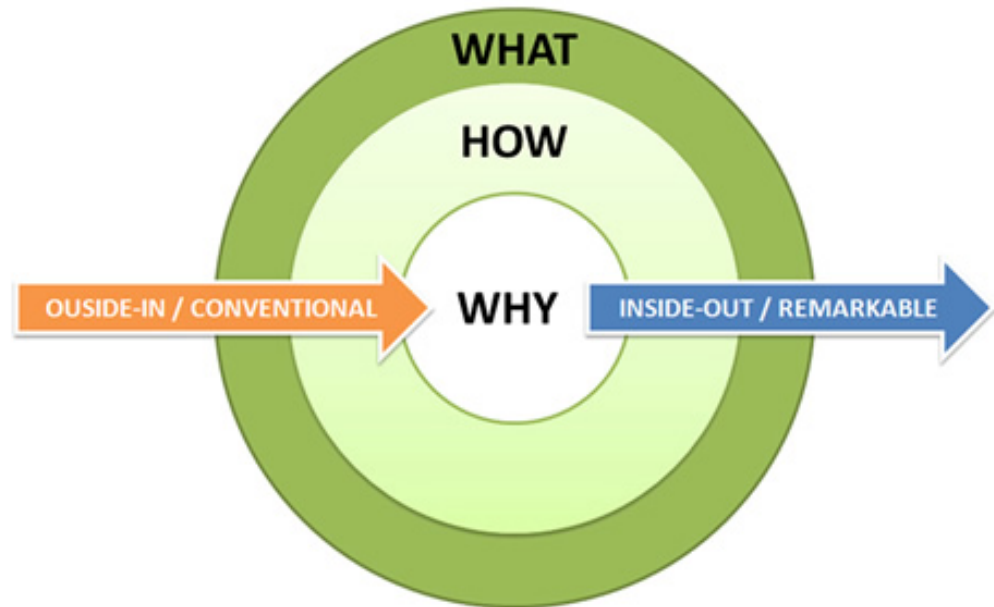 WHAT
HOW
OUSIDE-IN / CONVENTIONAL
WHY
INSIDE-OUT / REMARKABLE